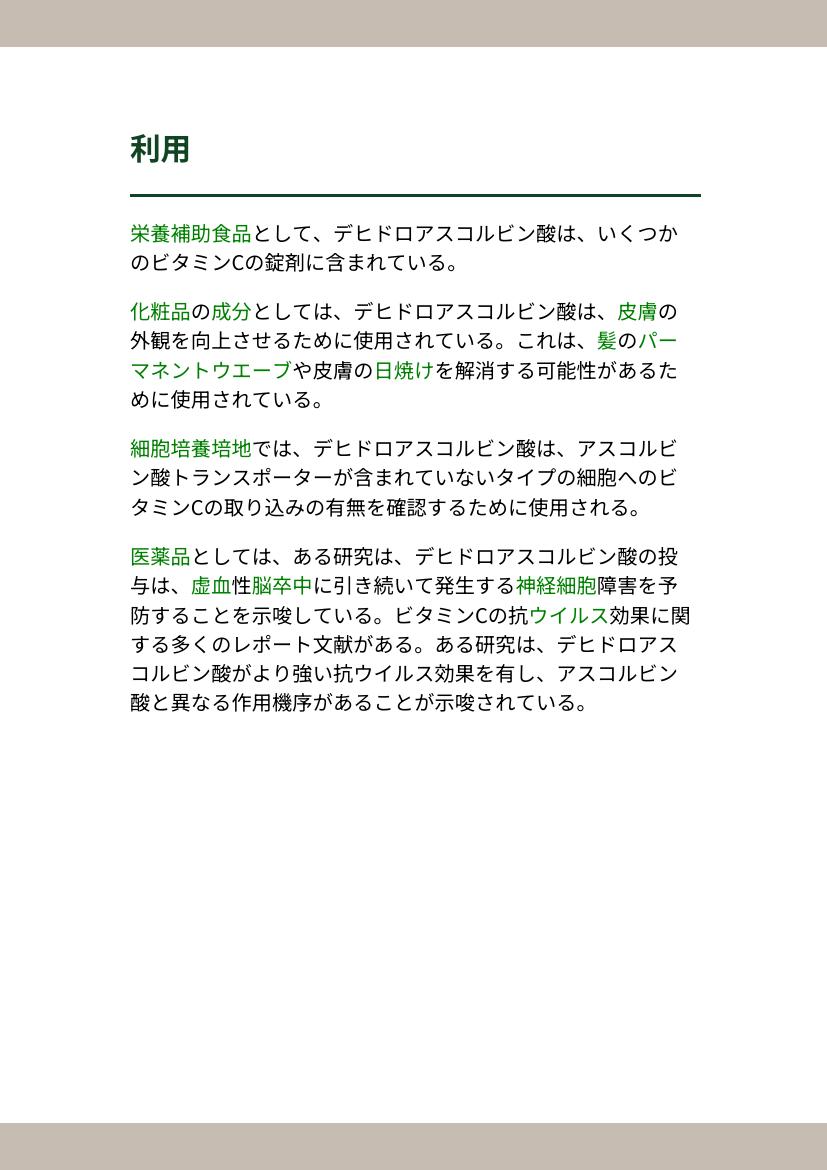 利用
栄養補助食品として、デヒドロアスコルビン酸は、いくつか
のビタミンCの錠剤に含まれている。
化粧品の成分としては、デヒドロアスコルビン酸は、皮膚の
外観を向上させるために使用されている。これは、髪のパー
マネントウエーブや皮膚の日焼けを解消する可能性があるた
めに使用されている。
細胞培養培地では、デヒドロアスコルビン酸は、アスコルビ
ン酸トランスポーターが含まれていないタイプの細胞へのビ
タミンCの取り込みの有無を確認するために使用される。
医薬品としては、ある研究は、デヒドロアスコルビン酸の投
与は、虚血性脳卒中に引き続いて発生する神経細胞障害を予
防することを示唆している。ビタミンCの抗ウイルス効果に関
する多くのレポート文献がある。ある研究は、デヒドロアス
コルビン酸がより強い抗ウイルス効果を有し、アスコルビン
酸と異なる作用機序があることが示唆されている。